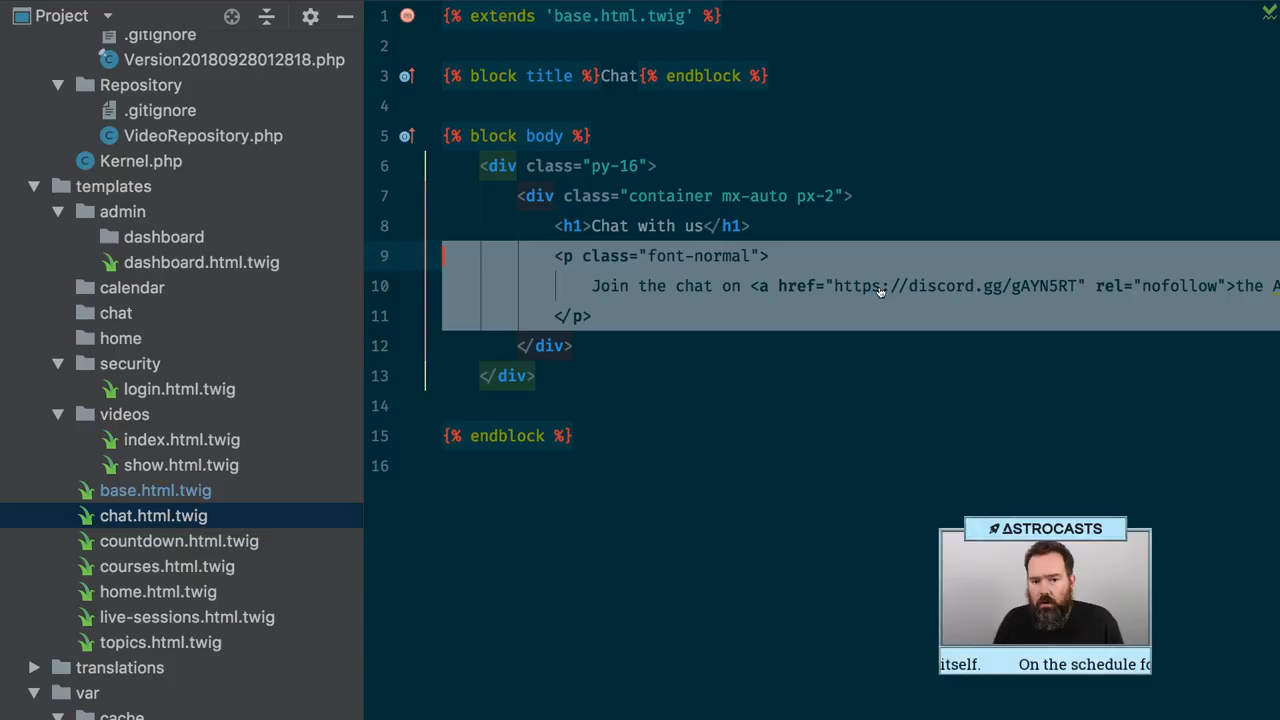 Project
.gitignore
Version20180928012818.php
Repository
.gitignore
VideoRepository.php
Kernel.php
templates
admin
dashboard
dashboard.html.twig
calendar
chat
home
security
login.html.twig
videos
index.html.twig
show.html.twig
base.html.twig
chat.html.twig
countdown.html.twig
courses.html.twig
home.html.twig
live-sessions.html.twig
topics.html.twig
translations
var
cache
1 {% extends 'base.html.twig' %}
2
3 {% block title %}Chat{% endblock %}
4
5 {% block body %}
6 <div class="py-16">
7 <div class="container mx-auto px-2">
8 <h1>Chat with us</h1>
9 <p class="font-normal">
10 Join the chat on <a href="https://discord.gg/gAYN5RT" rel="nofollow">the A
11 </p>
12 </div>
13 </div>
14
15 {% endblock %}
16
ΔSTROCASTS
itself. On the schedule fo